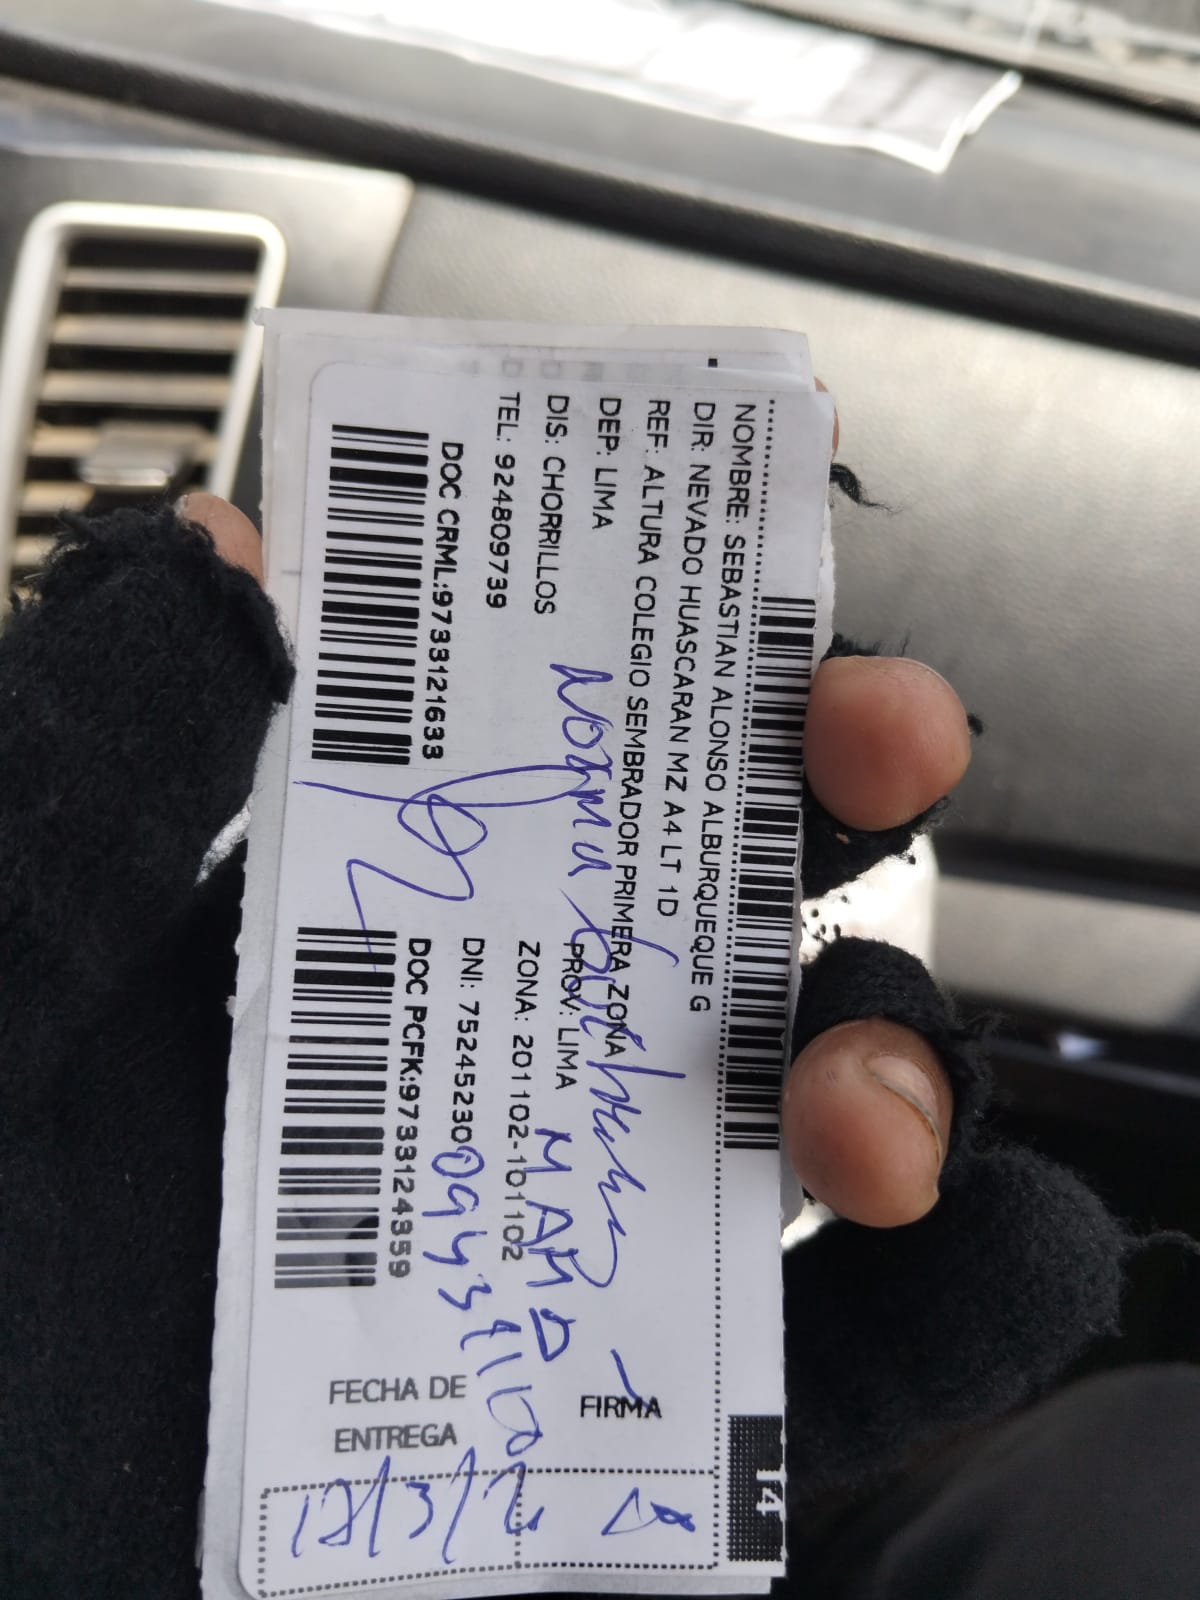 NOMBRE: SEBASTIAN ALONSO ALBURQUEQUE G
DIR: NEVADO HUASCARAN MZ A4 LT 1D
REF: ALTURA COLEGIO SEMBRADOR PRIMERA ZONA
DEP: LIMA PROV: LIMA
DIS: CHORRILLOS ZONA: 201102-101102
TEL: 924809739 DNI: 75245230
DOC CRML:9733121633 DOC PCFK:9733124359
Norma
MAMA
FIRMA
FECHA DE
ENTREGA
14